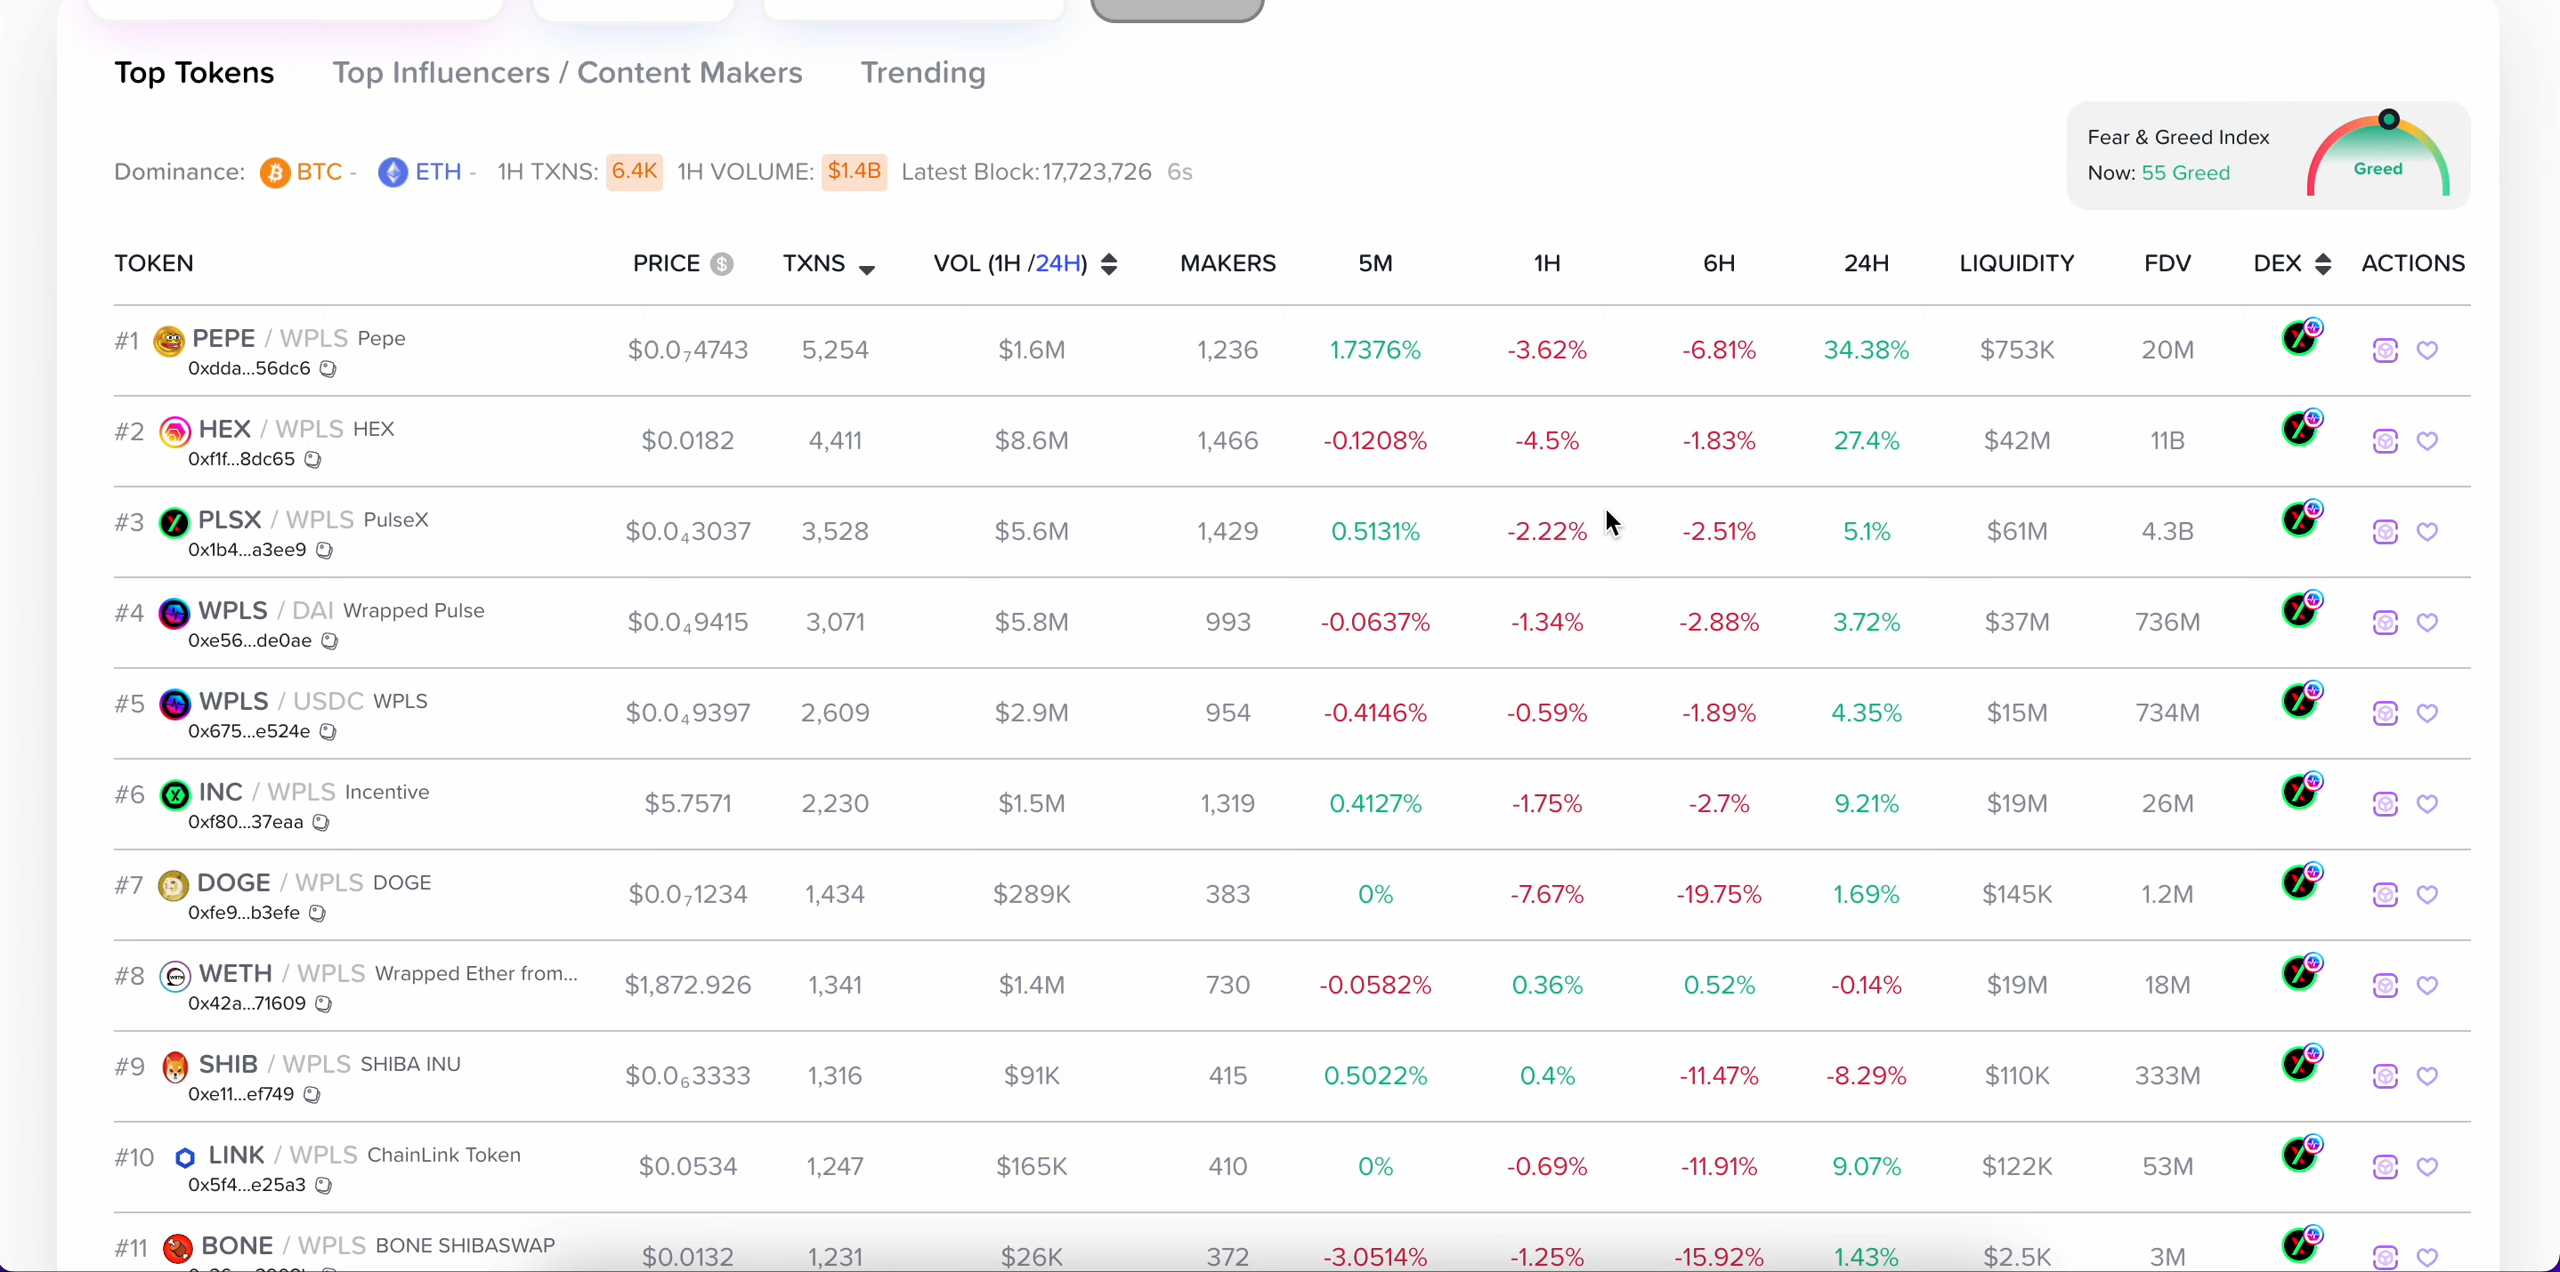 Top Tokens Top Influencers / Content Makers Trending
Fear & Greed Index
Now: 55 Greed
Greed
Dominance: BTC - ETH - 1H TXNS: 6.4K 1H VOLUME: $1.4B Latest Block: 17,723,726 6s
TOKEN PRICE $ TXNS VOL (1H /24H) MAKERS 5M 1H 6H 24H LIQUIDITY FDV DEX ACTIONS
#1 PEPE / WPLS Pepe $0.0₇4743 5,254 $1.6M 1,236 1.7376% -3.62% -6.81% 34.38% $753K 20M
0xdda...56dc6
#2 HEX / WPLS HEX $0.0182 4,411 $8.6M 1,466 -0.1208% -4.5% -1.83% 27.4% $42M 11B
0xf1f...8dc65
#3 PLSX / WPLS PulseX $0.0₄3037 3,528 $5.6M 1,429 0.5131% -2.22% -2.51% 5.1% $61M 4.3B
0x1b4...a3ee9
#4 WPLS / DAI Wrapped Pulse $0.0₄9415 3,071 $5.8M 993 -0.0637% -1.34% -2.88% 3.72% $37M 736M
0xe56...de0ae
#5 WPLS / USDC WPLS $0.0₄9397 2,609 $2.9M 954 -0.4146% -0.59% -1.89% 4.35% $15M 734M
0x675...e524e
#6 INC / WPLS Incentive $5.7571 2,230 $1.5M 1,319 0.4127% -1.75% -2.7% 9.21% $19M 26M
0xf80...37eaa
#7 DOGE / WPLS DOGE $0.0₇1234 1,434 $289K 383 0% -7.67% -19.75% 1.69% $145K 1.2M
0xfe9...b3efe
#8 WETH / WPLS Wrapped Ether from... $1,872.926 1,341 $1.4M 730 -0.0582% 0.36% 0.52% -0.14% $19M 18M
0x42a...71609
#9 SHIB / WPLS SHIBA INU $0.0₆3333 1,316 $91K 415 0.5022% 0.4% -11.47% -8.29% $110K 333M
0xe11...ef749
#10 LINK / WPLS ChainLink Token $0.0534 1,247 $165K 410 0% -0.69% -11.91% 9.07% $122K 53M
0x5f4...e25a3
#11 BONE / WPLS BONE SHIBASWAP $0.0132 1,231 $26K 372 -3.0514% -1.25% -15.92% 1.43% $2.5K 3M